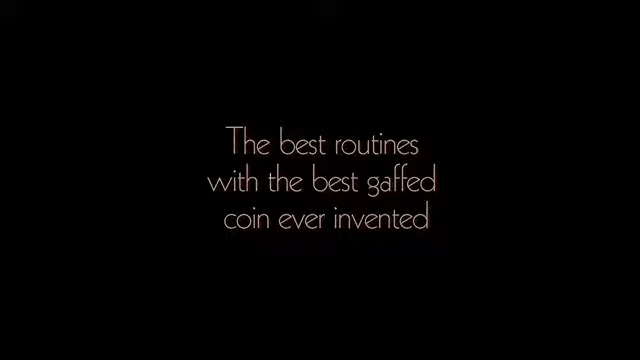 The best routines
with the best gaffed
coin ever invented